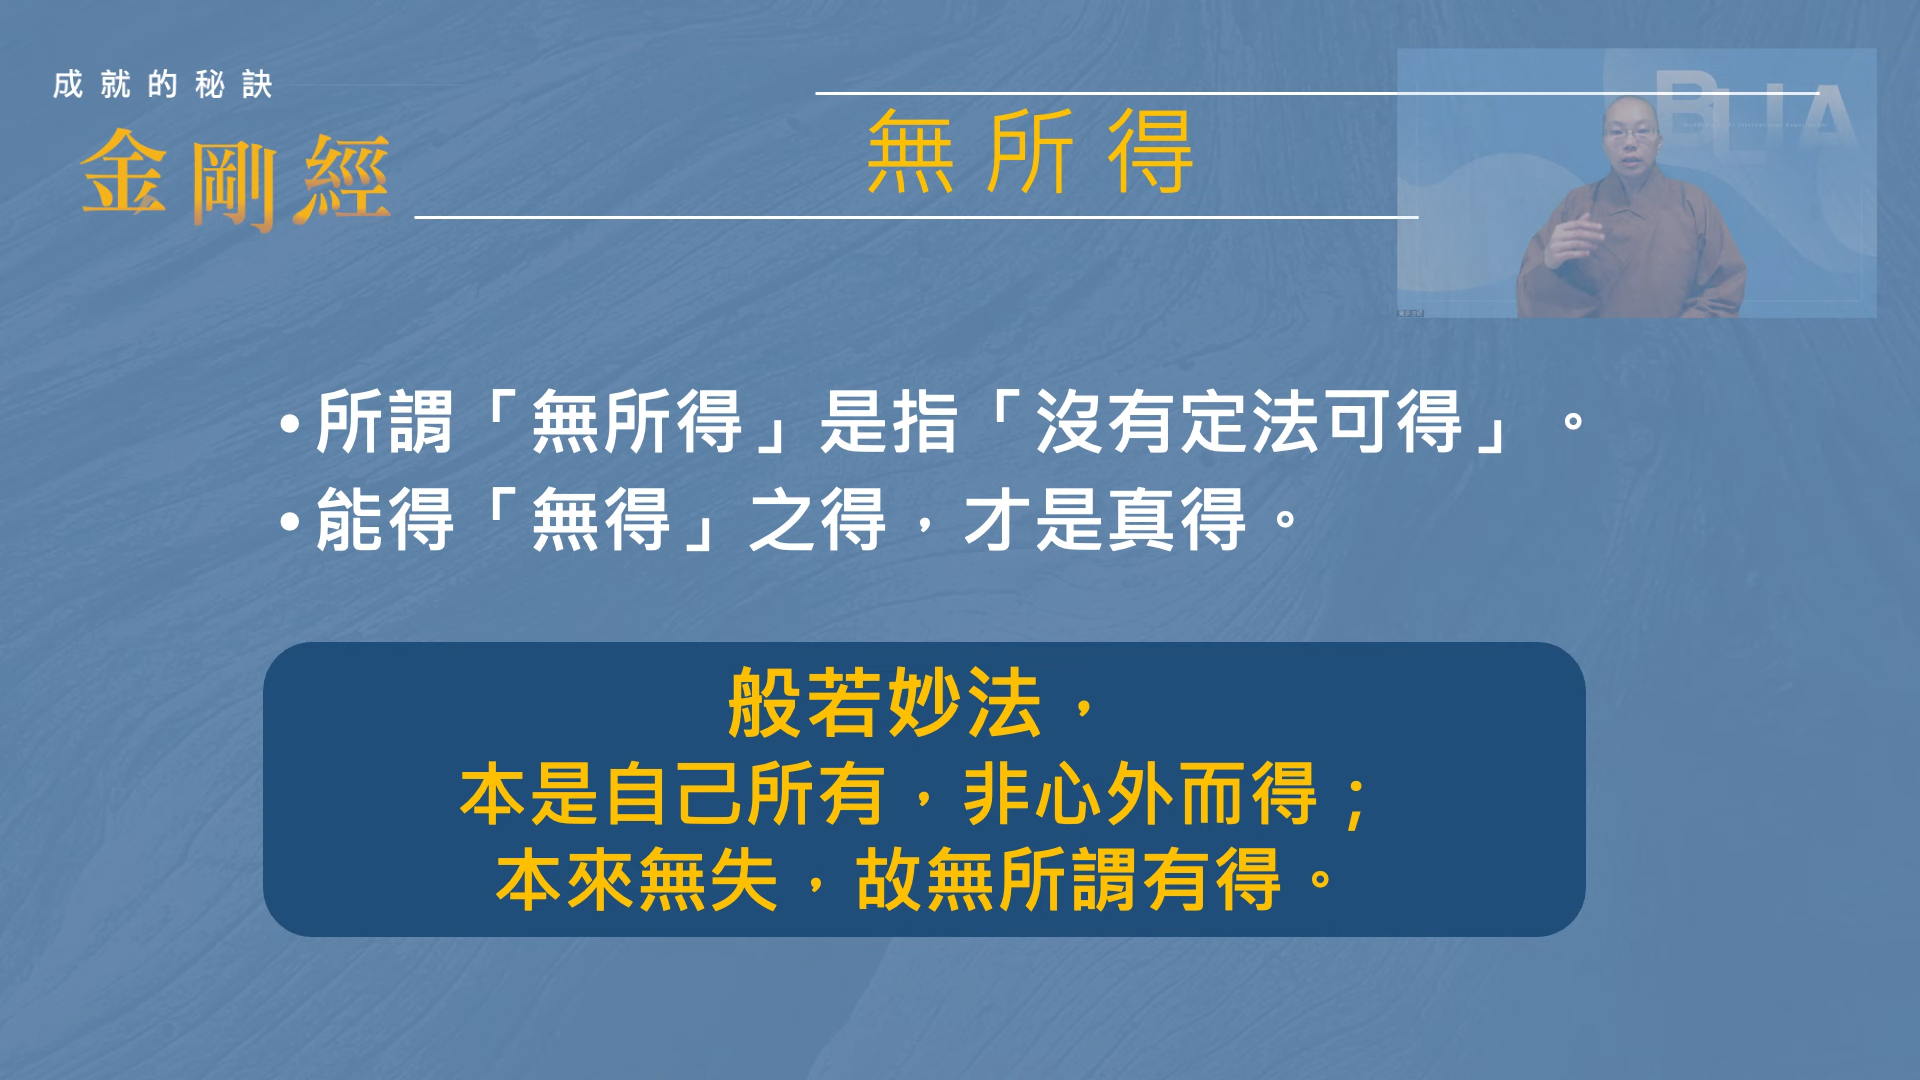 成就的秘訣
金剛經
無所得
BLIA
•所謂「無所得」是指「沒有定法可得」。
•能得「無得」之得，才是真得。
般若妙法，
本是自己所有，非心外而得；
本來無失，故無所謂有得。